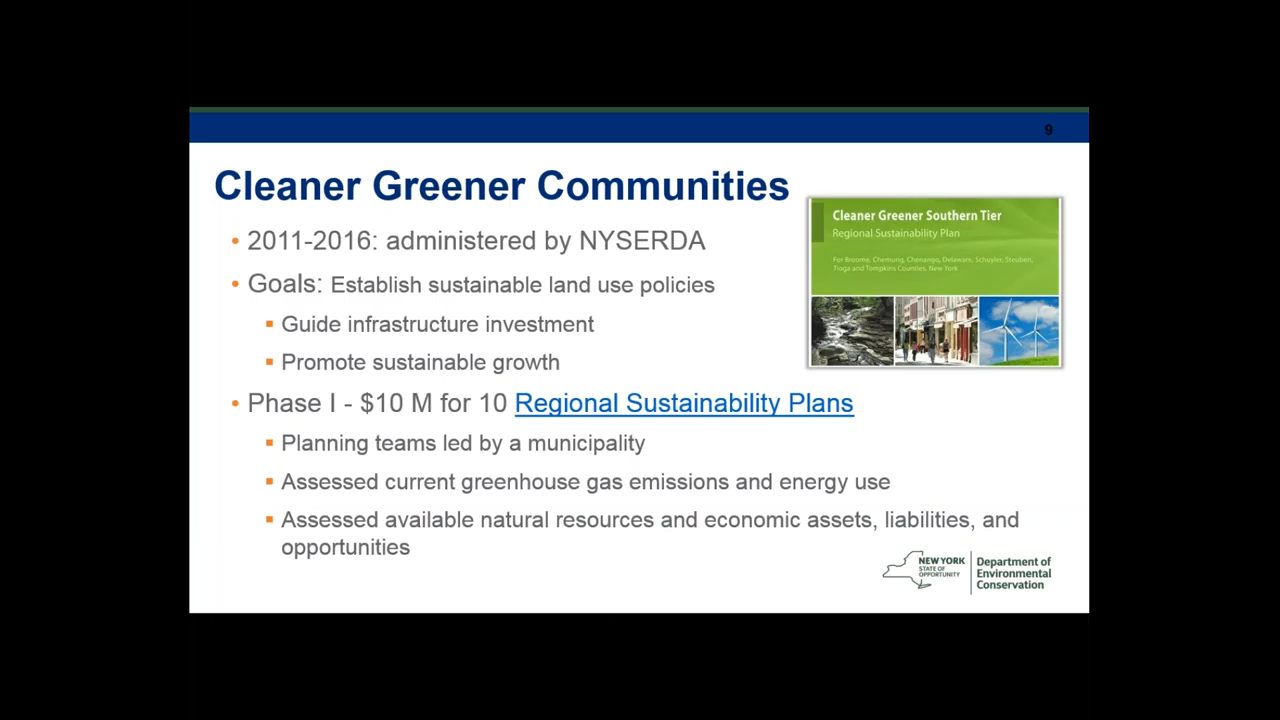 9
Cleaner Greener Communities
• 2011-2016: administered by NYSERDA
• Goals: Establish sustainable land use policies
▪ Guide infrastructure investment
▪ Promote sustainable growth
• Phase I - $10 M for 10 Regional Sustainability Plans
▪ Planning teams led by a municipality
▪ Assessed current greenhouse gas emissions and energy use
▪ Assessed available natural resources and economic assets, liabilities, and
opportunities
Cleaner Greener Southern Tier
Regional Sustainability Plan
For Broome, Chemung, Chenango, Delaware, Schuyler, Steuben,
Tioga and Tompkins Counties, New York
NEW YORK
STATE OF
OPPORTUNITY
Department of
Environmental
Conservation